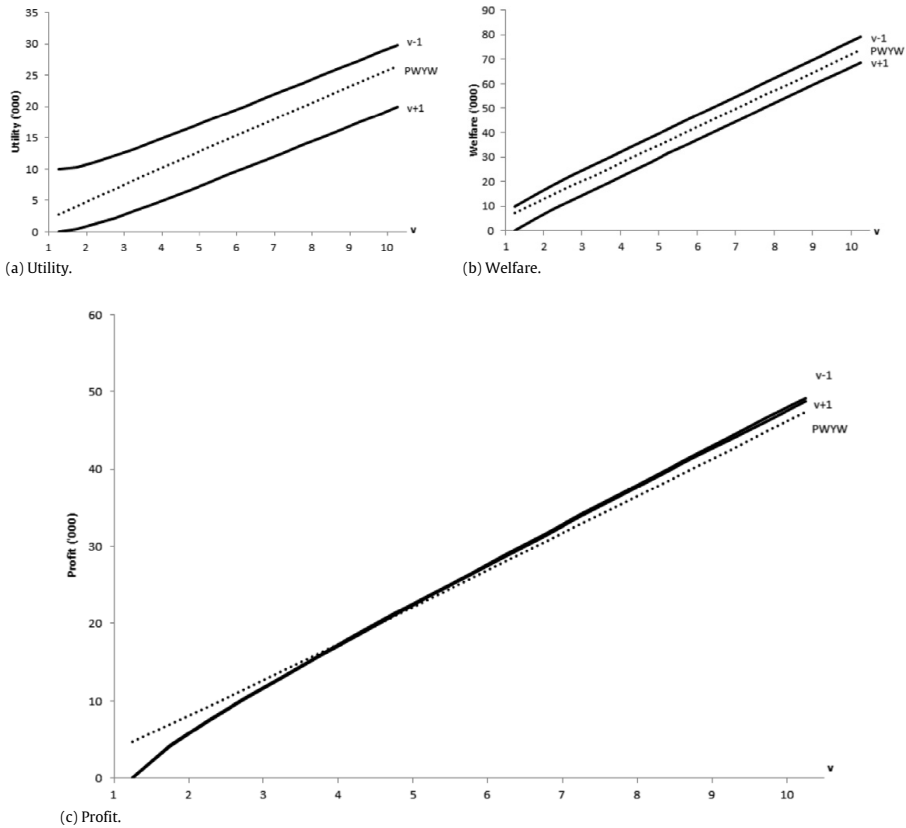 35
30
25
20
15
10
5
0
Utility ('000)
v-1
PWYW
v+1
1 2 3 4 5 6 7 8 9 10
v
(a) Utility.
90
80
70
60
50
40
30
20
10
0
Welfare ('000)
v-1
PWYW
v+1
1 2 3 4 5 6 7 8 9 10
v
(b) Welfare.
60
50
40
30
20
10
0
Profit ('000)
v-1
v+1
PWYW
1 2 3 4 5 6 7 8 9 10
v
(c) Profit.